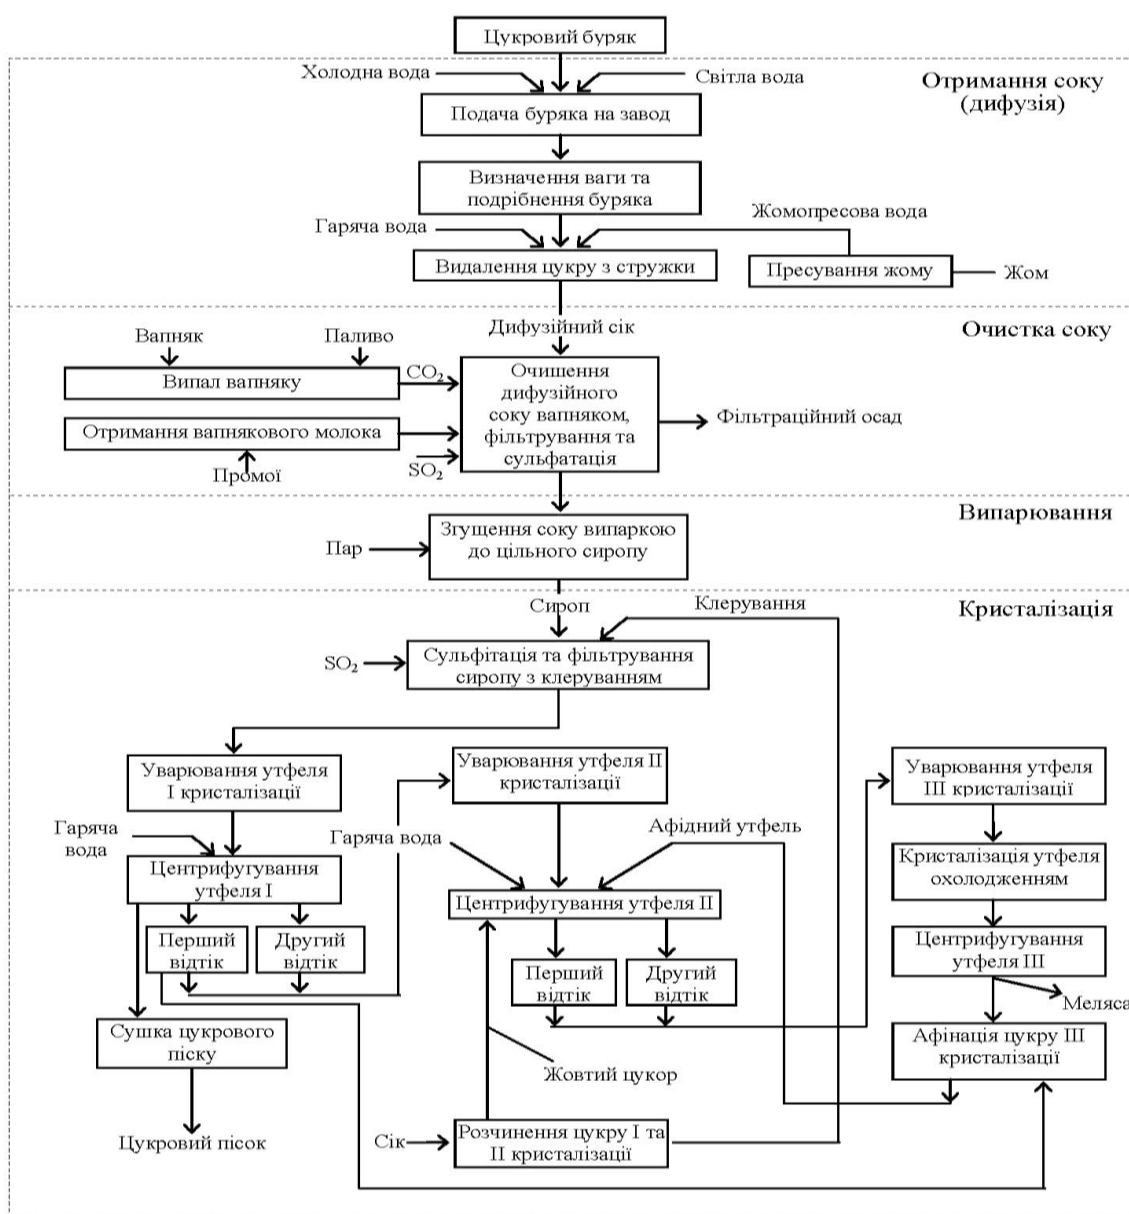 Цукровий буряк
Холодна вода
Світла вода
Отримання соку
(дифузія)
Подача буряка на завод
Визначення ваги та
подрібнення буряка
Гаряча вода
Жомопресова вода
Видалення цукру з стружки
Пресування жому
Жом
Дифузійний сік
Очистка соку
Вапняк
Паливо
Випал вапняку
CO₂
Очишення
дифузійного
соку вапняком,
фільтрування та
сульфатація
Отримання вапнякового молока
Фільтраційний осад
SO₂
Промої
Випарювання
Згущення соку випаркою
до цільного сиропу
Пар
Сироп
Клерування
Кристалізація
SO₂
Сульфітація та фільтрування
сиропу з клеруванням
Уварювання утфеля
I кристалізації
Уварювання утфеля II
кристалізації
Уварювання утфеля
III кристалізації
Гаряча
вода
Гаряча вода
Афідний утфель
Центрифугування
утфеля I
Кристалізація утфеля
охолодженням
Центрифугування утфеля II
Перший
відтік
Другий
відтік
Центрифугування
утфеля III
Перший
відтік
Другий
відтік
Меляса
Сушка цукрового
піску
Афінація цукру III
кристалізації
Жовтий цукор
Цукровий пісок
Сік
Розчинення цукру I та
II кристалізації